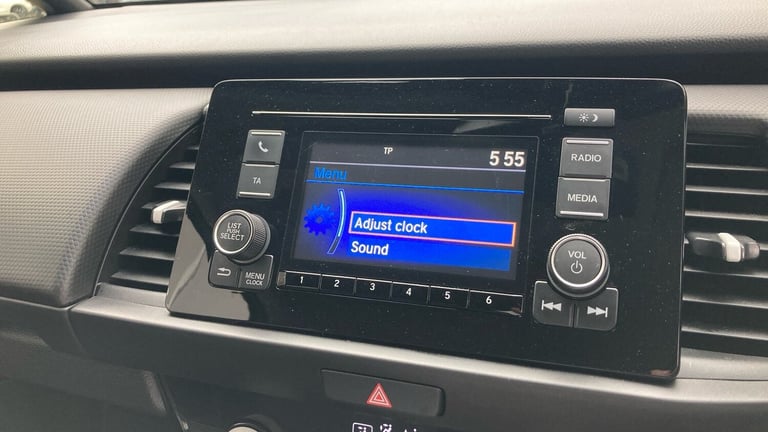 TP
5 55
Menu
Adjust clock
Sound
TA
LIST
PUSH
SELECT
MENU
CLOCK
1 2 3 4 5 6
RADIO
MEDIA
VOL